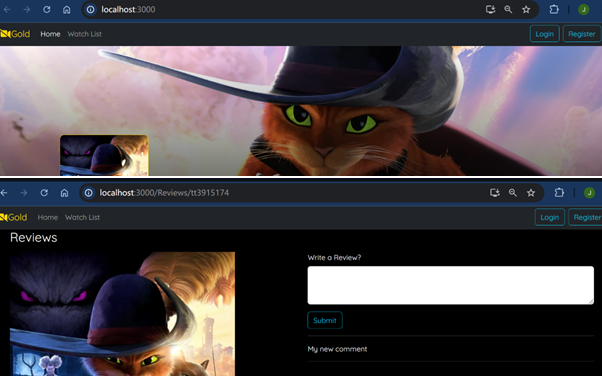 localhost:3000
J
Gold Home Watch List Login Register
localhost:3000/Reviews/tt3915174
J
Gold Home Watch List Login Register
Reviews
Write a Review?
Submit
My new comment